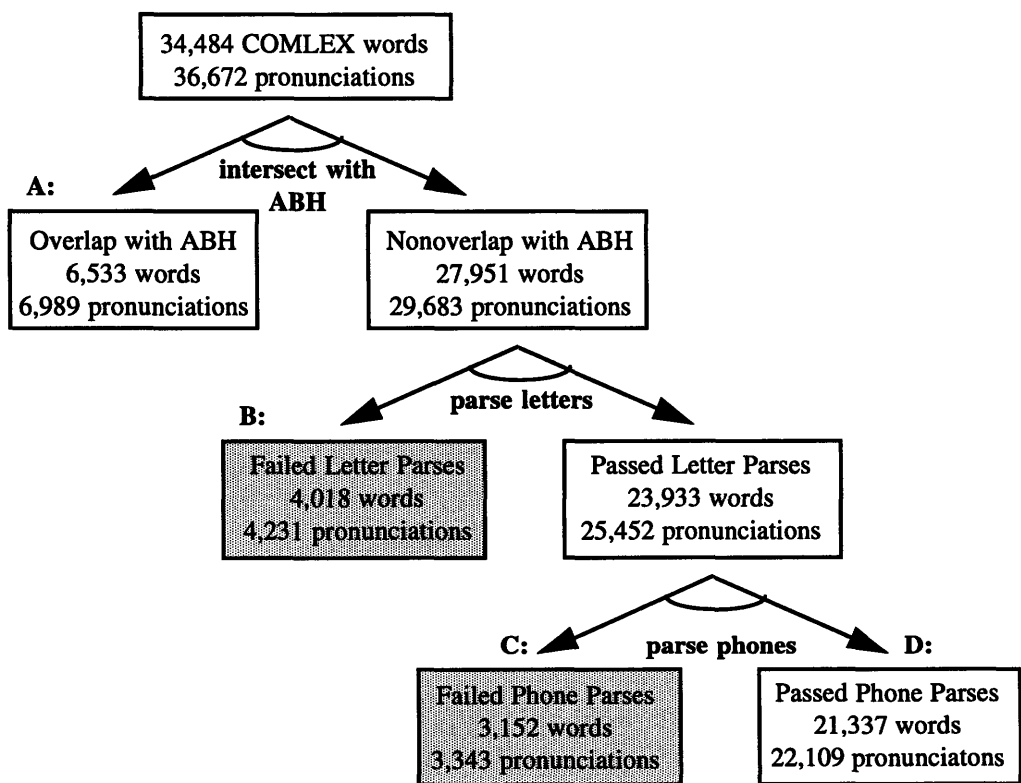 34,484 COMLEX words
36,672 pronunciations
intersect with
ABH
A:
Overlap with ABH
6,533 words
6,989 pronunciations
Nonoverlap with ABH
27,951 words
29,683 pronunciations
parse letters
B:
Failed Letter Parses
4,018 words
4,231 pronunciations
Passed Letter Parses
23,933 words
25,452 pronunciations
C:
parse phones
D:
Failed Phone Parses
3,152 words
3,343 pronunciations
Passed Phone Parses
21,337 words
22,109 pronunciatons